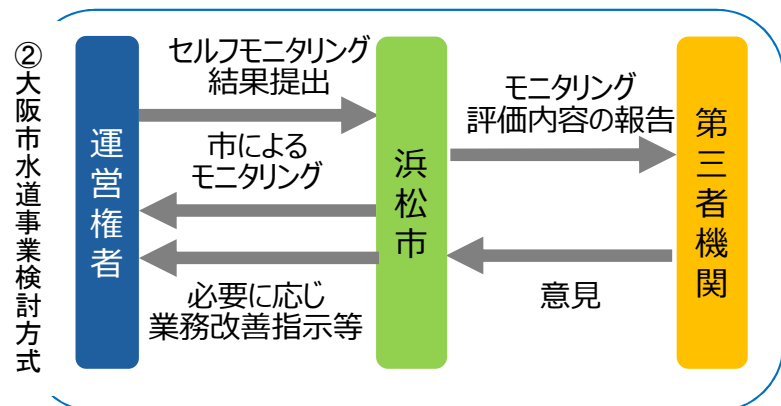 ②大阪市水道事業検討方式
運営権者
セルフモニタリング
結果提出
市による
モニタリング
必要に応じ
業務改善指示等
浜松市
モニタリング
評価内容の報告
意見
第三者機関